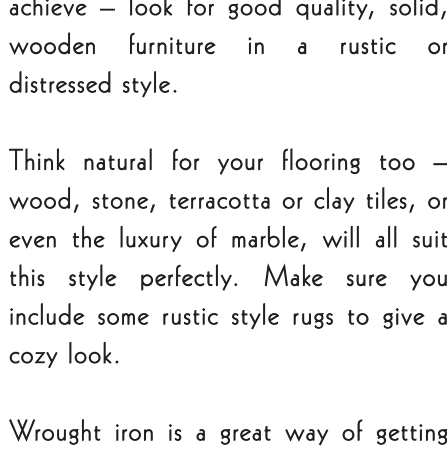 achieve – look for good quality, solid,
wooden furniture in a rustic or
distressed style.
Think natural for your flooring too –
wood, stone, terracotta or clay tiles, or
even the luxury of marble, will all suit
this style perfectly. Make sure you
include some rustic style rugs to give a
cozy look.
Wrought iron is a great way of getting